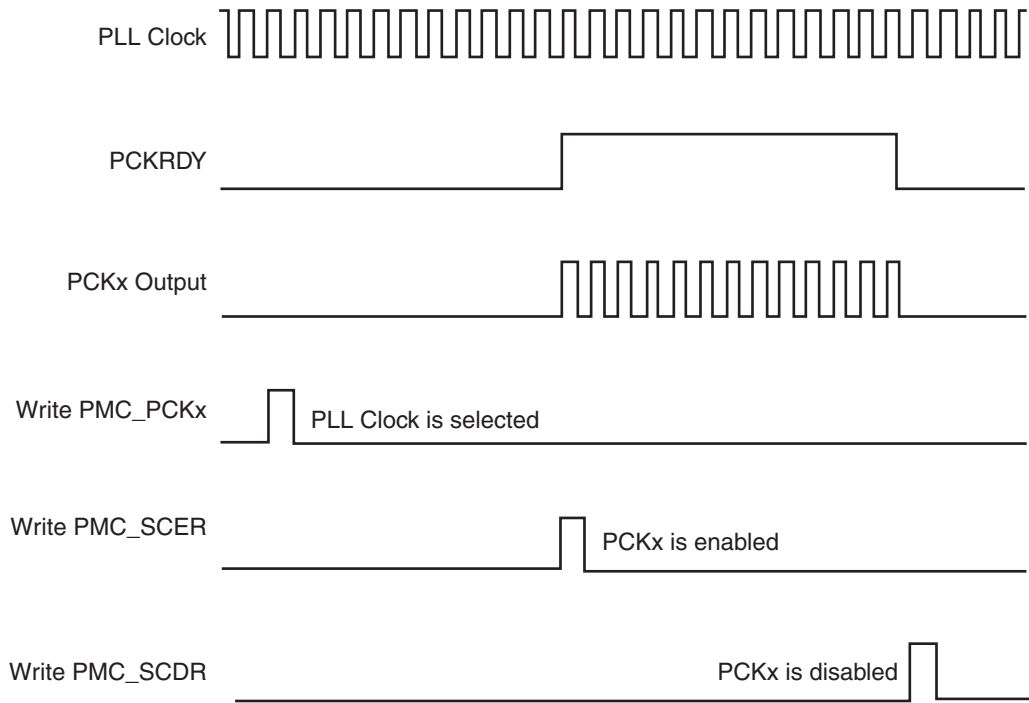 PLL Clock
PCKRDY
PCKx Output
Write PMC_PCKx
PLL Clock is selected
Write PMC_SCER
PCKx is enabled
Write PMC_SCDR
PCKx is disabled